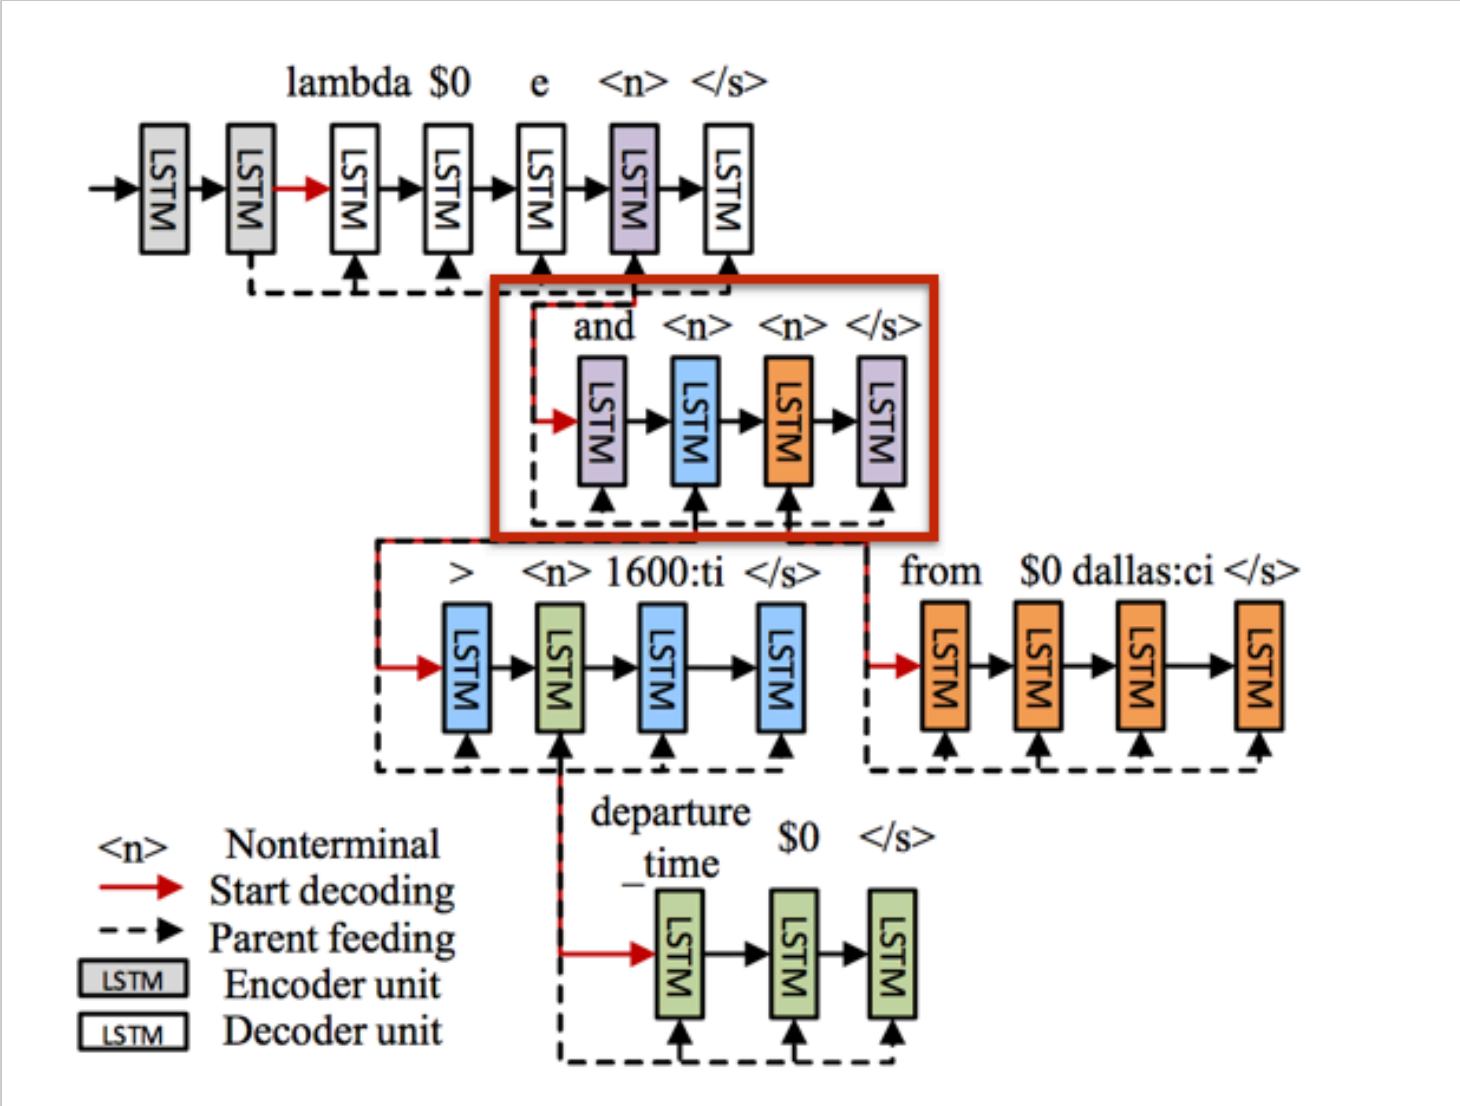 lambda $0 e <n> </s>
LSTM LSTM LSTM LSTM LSTM LSTM LSTM
and <n> <n> </s>
LSTM LSTM LSTM LSTM
> <n> 1600:ti </s>
LSTM LSTM LSTM LSTM
from $0 dallas:ci </s>
LSTM LSTM LSTM LSTM
departure
_time $0 </s>
LSTM LSTM LSTM
<n> Nonterminal
Start decoding
Parent feeding
LSTM Encoder unit
LSTM Decoder unit